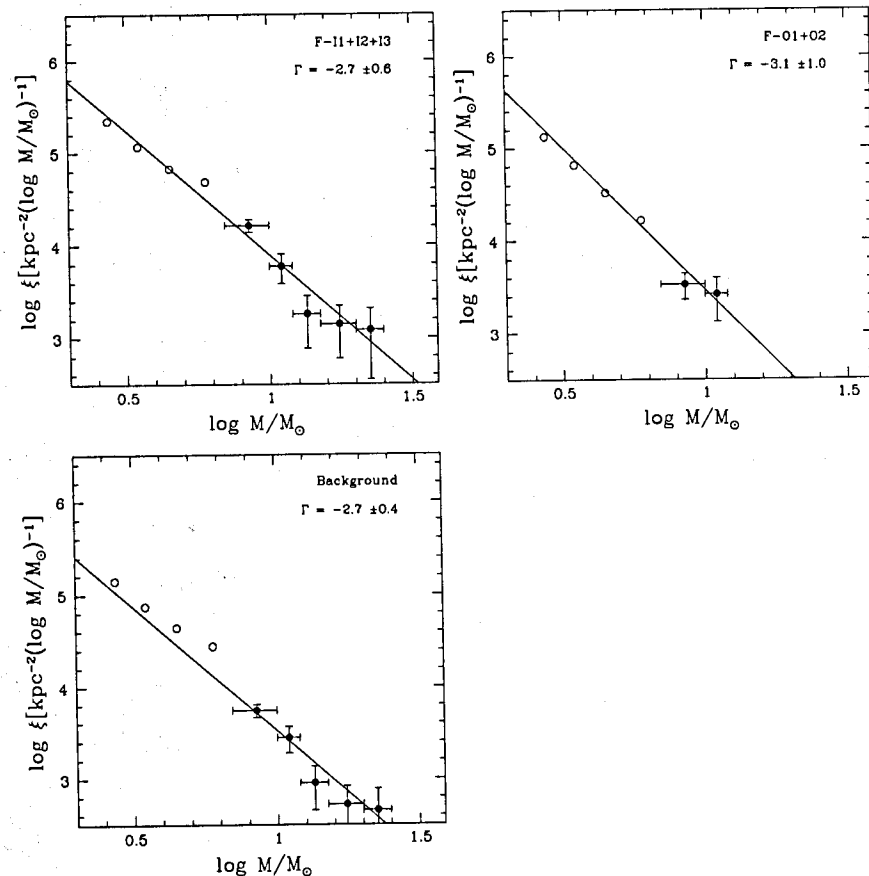 F-I1+I2+I3
Γ = -2.7 ±0.6
log ξ[kpc⁻²(log M/M☉)⁻¹]
6
5
4
3
0.5
1
1.5
log M/M☉
F-O1+O2
Γ = -3.1 ±1.0
log ξ[kpc⁻²(log M/M☉)⁻¹]
6
5
4
3
0.5
1
1.5
log M/M☉
Background
Γ = -2.7 ±0.4
log ξ[kpc⁻²(log M/M☉)⁻¹]
6
5
4
3
0.5
1
1.5
log M/M☉